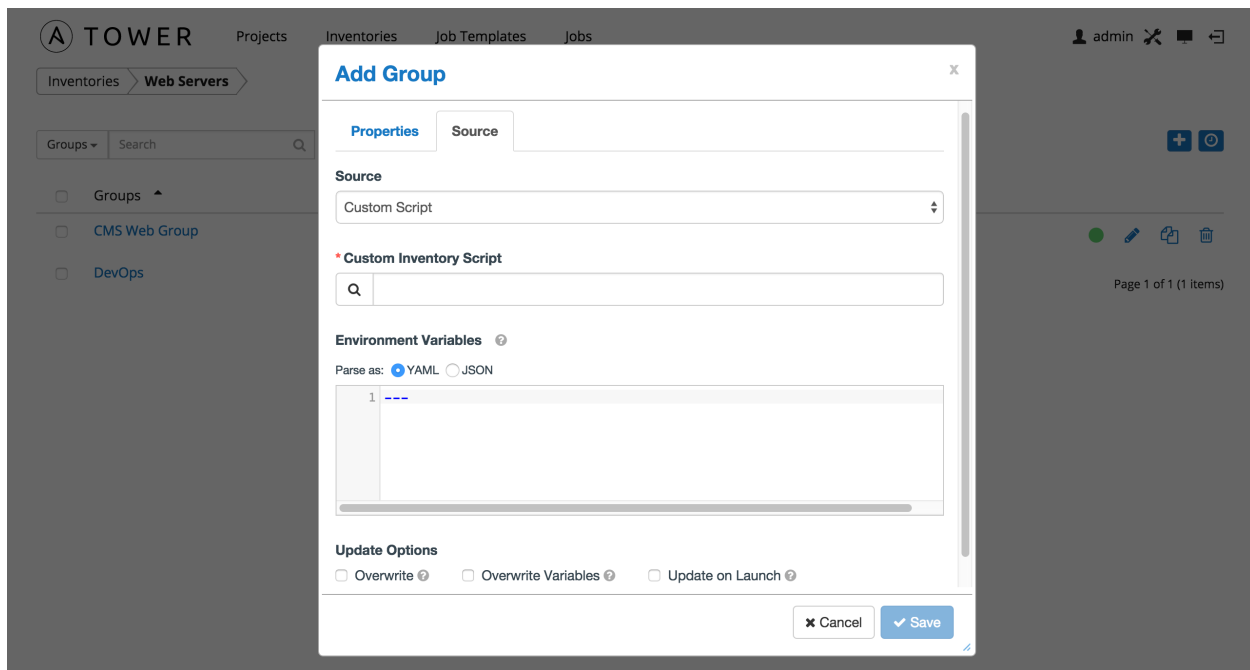 TOWER Projects Inventories Job Templates Jobs admin
Inventories Web Servers
Add Group x
Properties Source
Groups Search
Source
Groups
Custom Script
CMS Web Group
* Custom Inventory Script
DevOps
Page 1 of 1 (1 items)
Environment Variables ?
Parse as: YAML JSON
1 ---
Update Options
Overwrite ? Overwrite Variables ? Update on Launch ?
Cancel Save